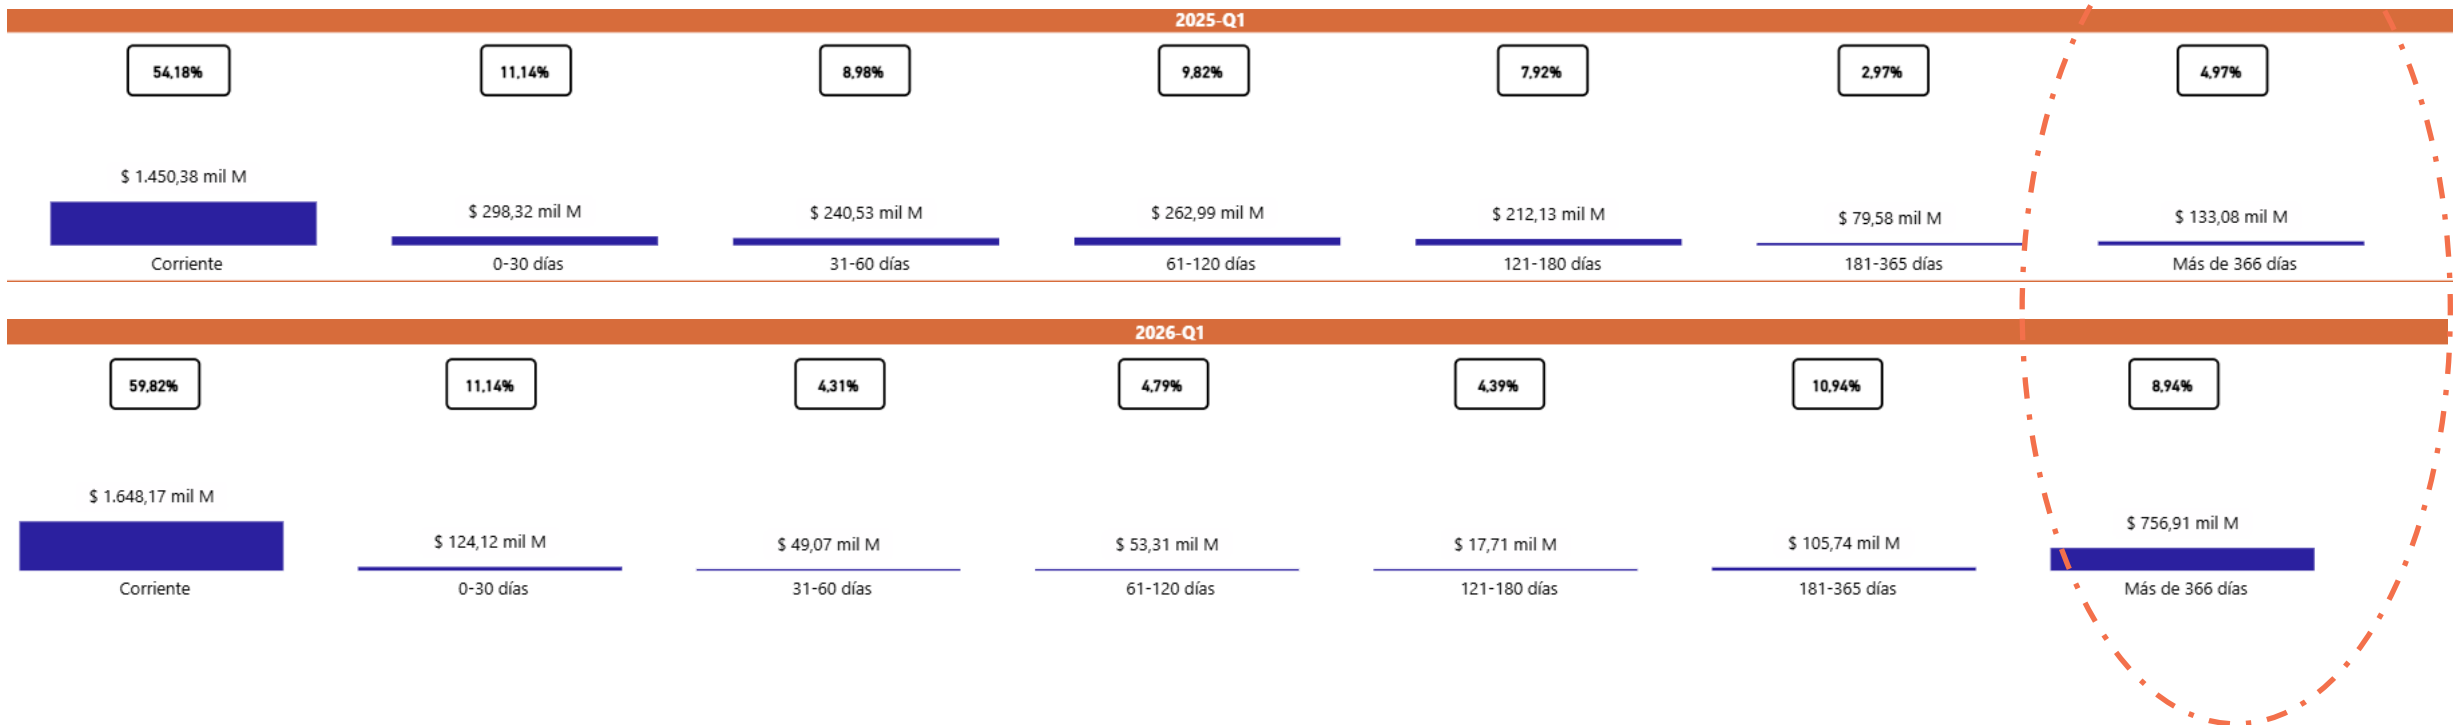 2025-Q1
54,18% 11,14% 8,98% 9,82% 7,92% 2,97% 4,97%
$ 1.450,38 mil M $ 298,32 mil M $ 240,53 mil M $ 262,99 mil M $ 212,13 mil M $ 79,58 mil M $ 133,08 mil M
Corriente 0-30 días 31-60 días 61-120 días 121-180 días 181-365 días Más de 366 días
2026-Q1
59,82% 11,14% 4,31% 4,79% 4,39% 10,94% 8,94%
$ 1.648,17 mil M $ 124,12 mil M $ 49,07 mil M $ 53,31 mil M $ 17,71 mil M $ 105,74 mil M $ 756,91 mil M
Corriente 0-30 días 31-60 días 61-120 días 121-180 días 181-365 días Más de 366 días